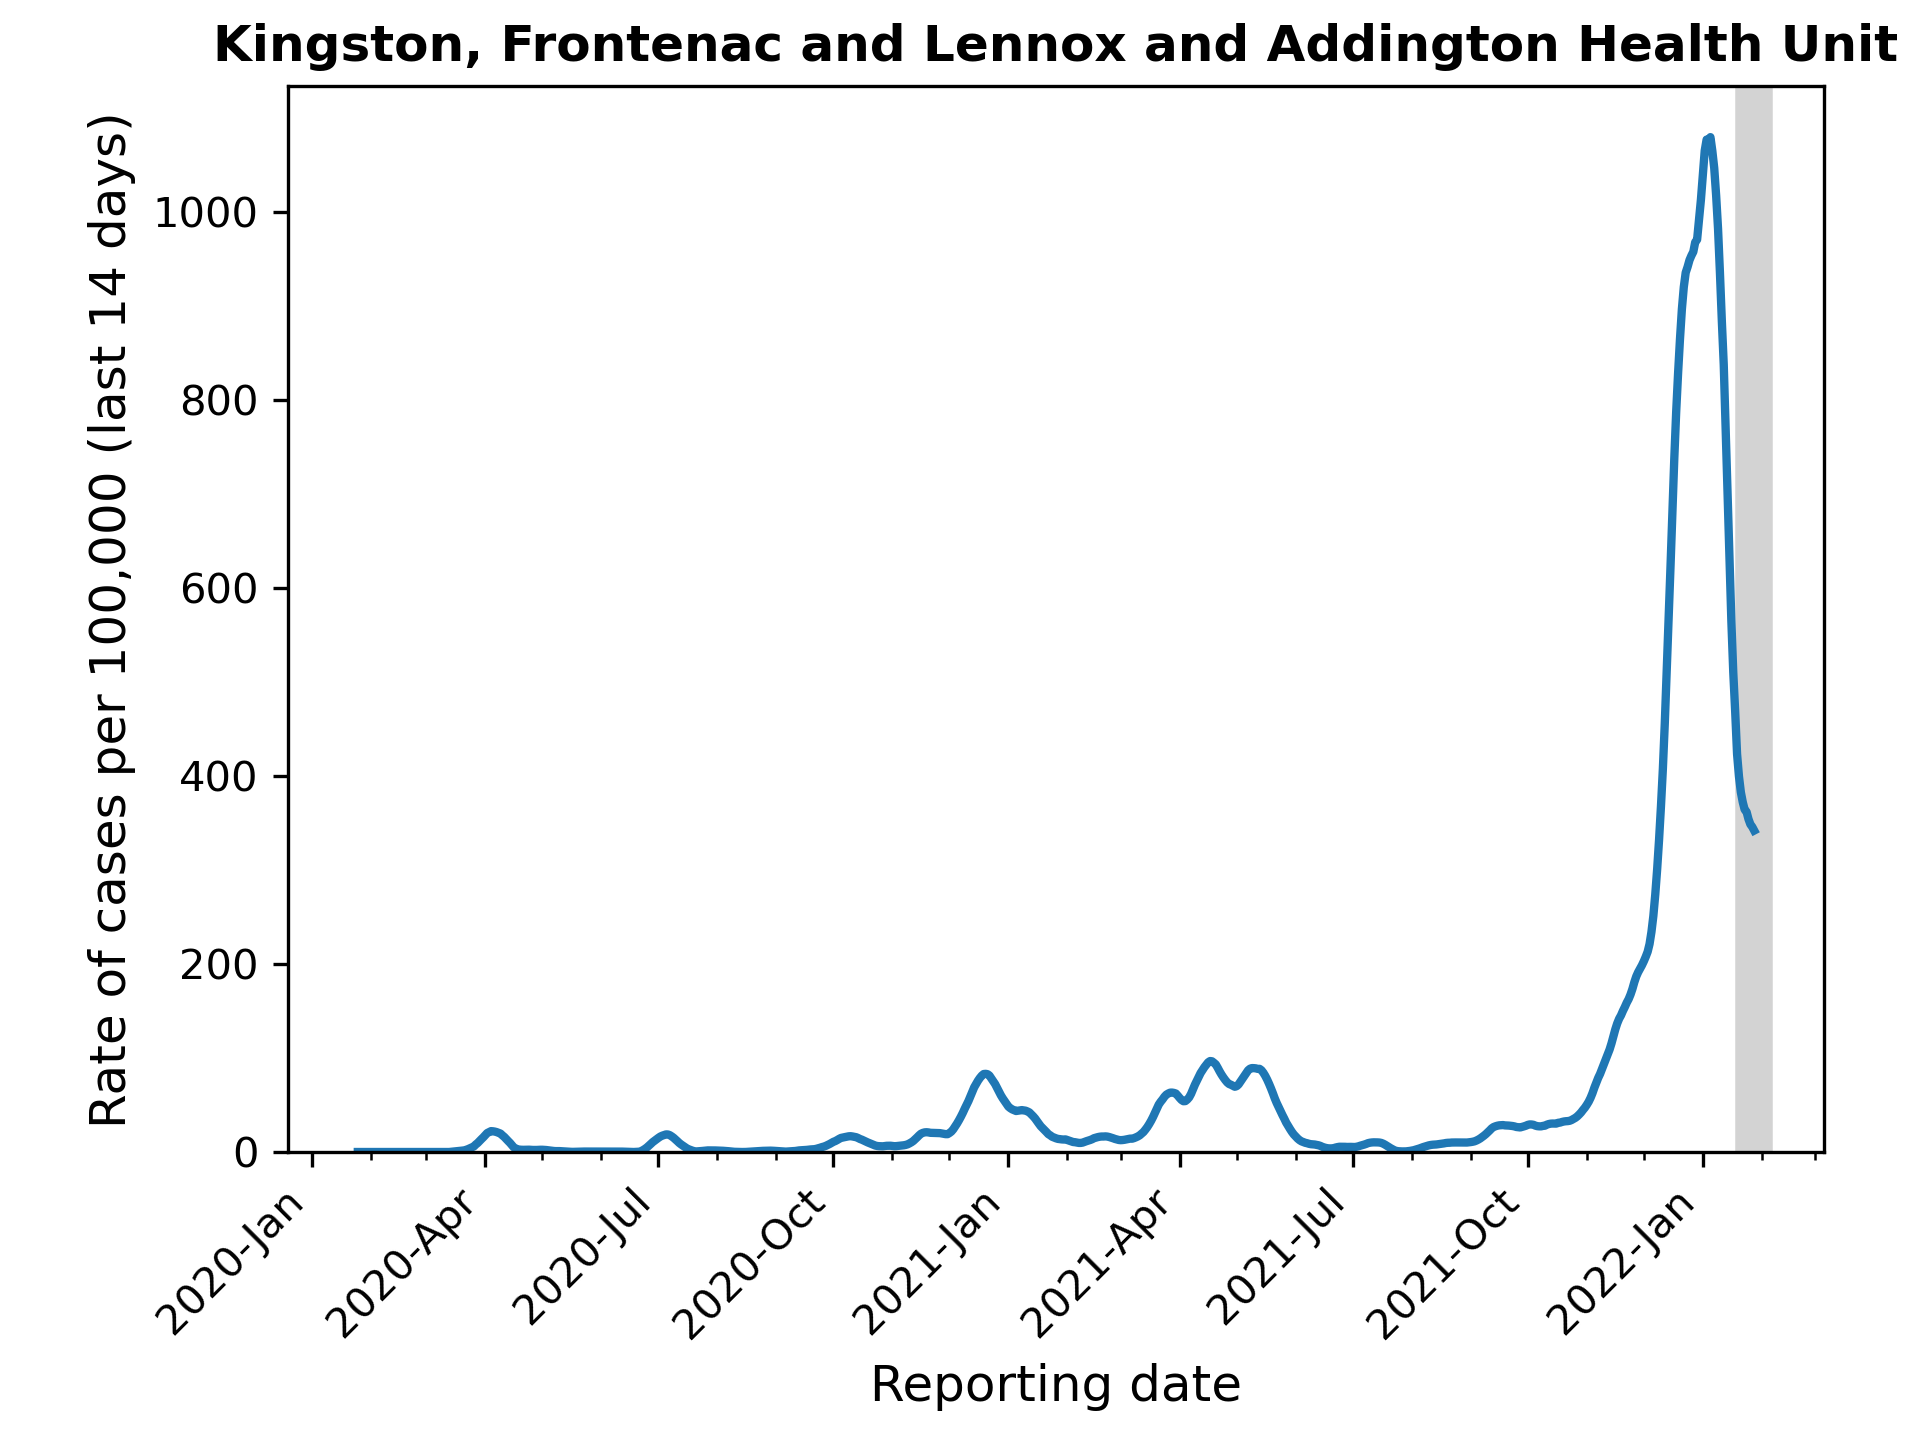 Kingston, Frontenac and Lennox and Addington Health Unit
Rate of cases per 100,000 (last 14 days)
1000
800
600
400
200
0
2020-Jan
2020-Apr
2020-Jul
2020-Oct
2021-Jan
2021-Apr
2021-Jul
2021-Oct
2022-Jan
Reporting date